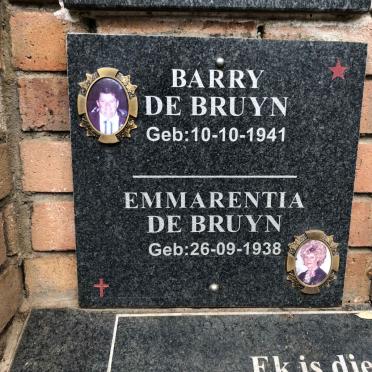 BARRY
DE BRUYN
Geb:10-10-1941
EMMARENTIA
DE BRUYN
Geb:26-09-1938
Ek is die